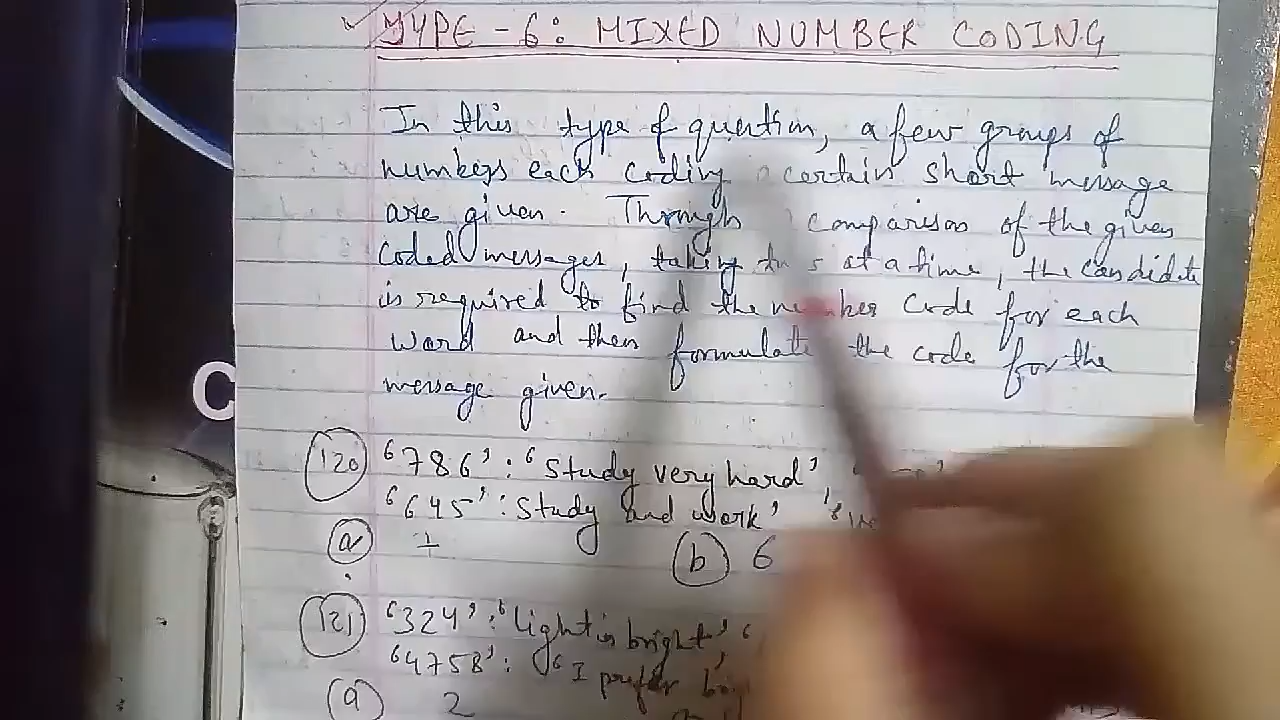 TYPE - 6: MIXED NUMBER CODING
In this type of question, a few groups of
numbers each coding a certain short message
are given. Through comparison of the given
Coded messages, taking at a time, the candidate
is required to find the number Code for each
word and then formulate the code for the
message given.
120 '786': 'Study very hard',
'645': Study and work'
a 1 b 6
121 '324': 'Light is bright',
'4758': 'I prefer
a 2
C